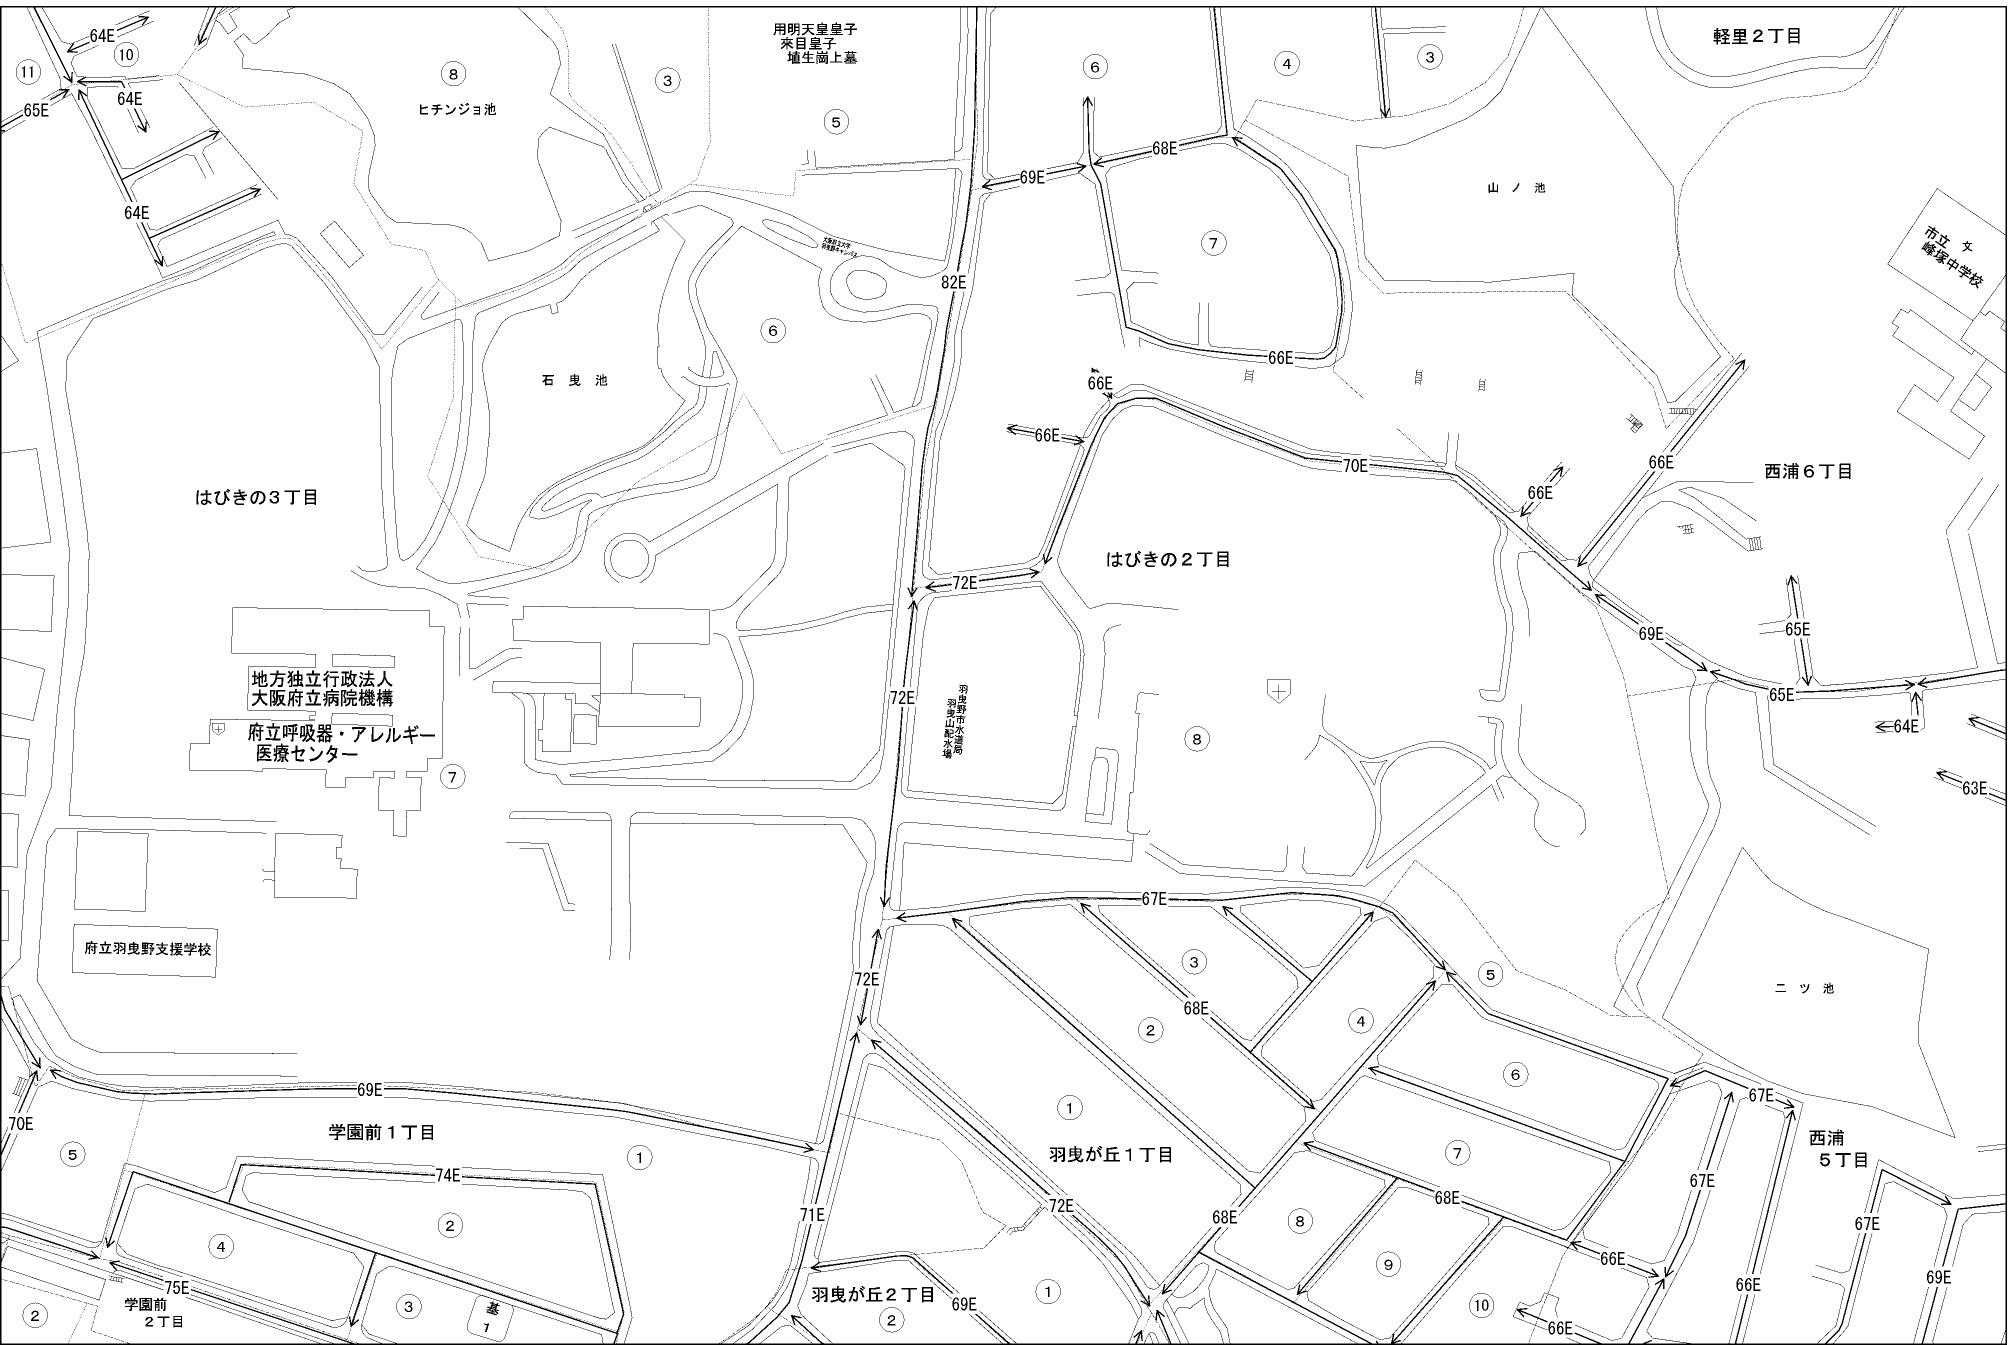 64E
⑩
⑪
65E
64E
64E
⑧
ヒチンジョ池
③
用明天皇皇子
來目皇子
埴生崗上墓
⑤
⑥
④
③
軽里２丁目
68E
69E
山 ノ 池
⑦
市立 文
峰塚中学校
82E
66E
⑥
石 曳 池
66E
66E
70E
66E
66E
西浦６丁目
はびきの３丁目
はびきの２丁目
72E
69E
65E
65E
64E
63E
地方独立行政法人
大阪府立病院機構
府立呼吸器・アレルギー
医療センター
⑦
72E
羽曳野市水道局
羽曳山配水場
⑧
府立羽曳野支援学校
67E
72E
③
68E
②
④
⑤
二 ツ 池
⑥
67E
69E
70E
⑤
学園前１丁目
①
①
羽曳が丘１丁目
⑦
西浦
５丁目
74E
②
④
71E
72E
68E
68E
⑧
67E
67E
66E
⑨
66E
69E
75E
学園前
２丁目
②
③
基
1
羽曳が丘２丁目
②
69E
①
⑩
66E